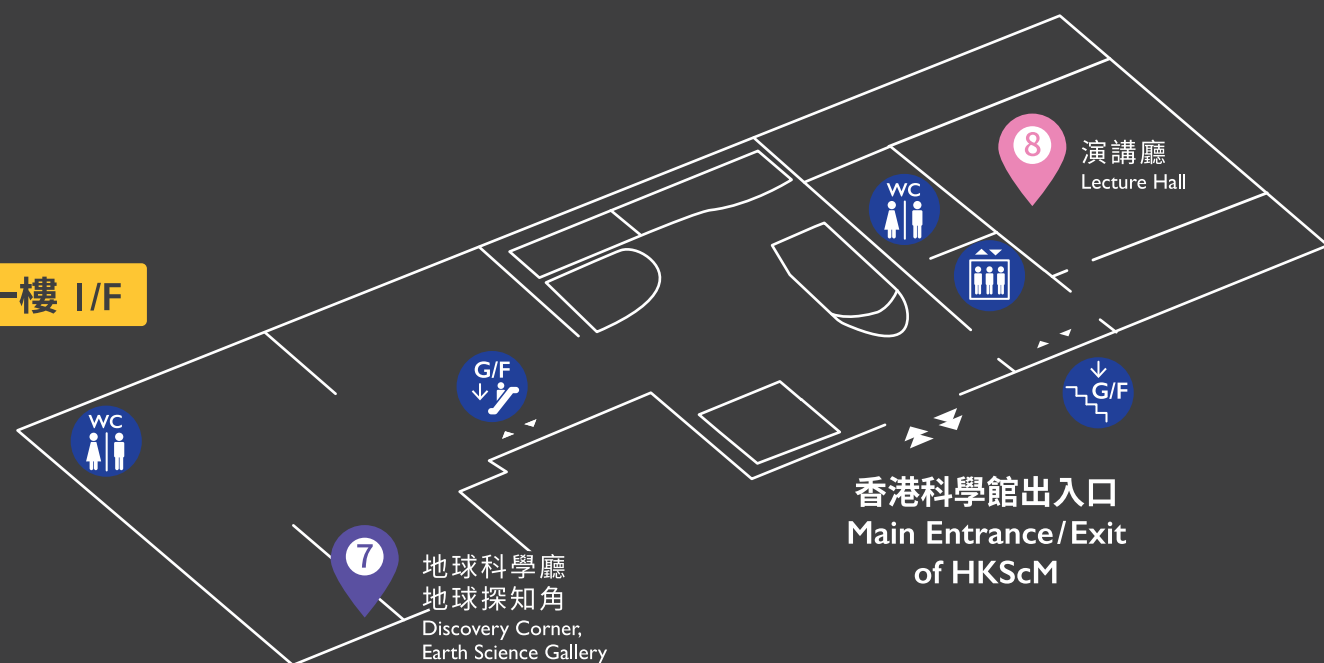 8
演講廳
Lecture Hall
WC
WC
一樓 1/F
G/F
G/F
7
地球科學廳
地球探知角
Discovery Corner,
Earth Science Gallery
香港科學館出入口
Main Entrance/Exit
of HKScM